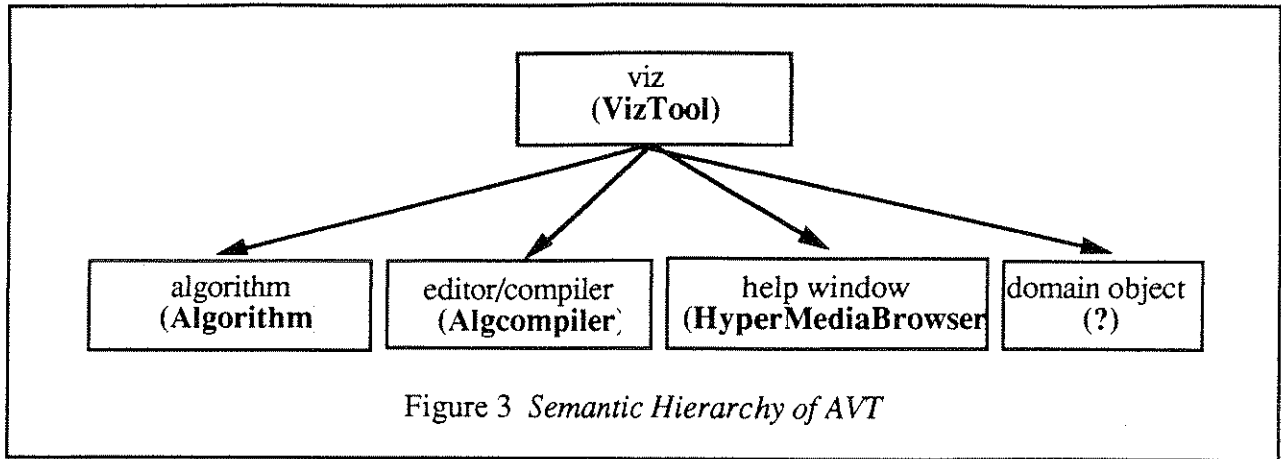 viz
(VizTool)
algorithm
(Algorithm
editor/compiler
(Algcompiler)
help window
(HyperMediaBrowser
domain object
(?)
Figure 3 Semantic Hierarchy of AVT